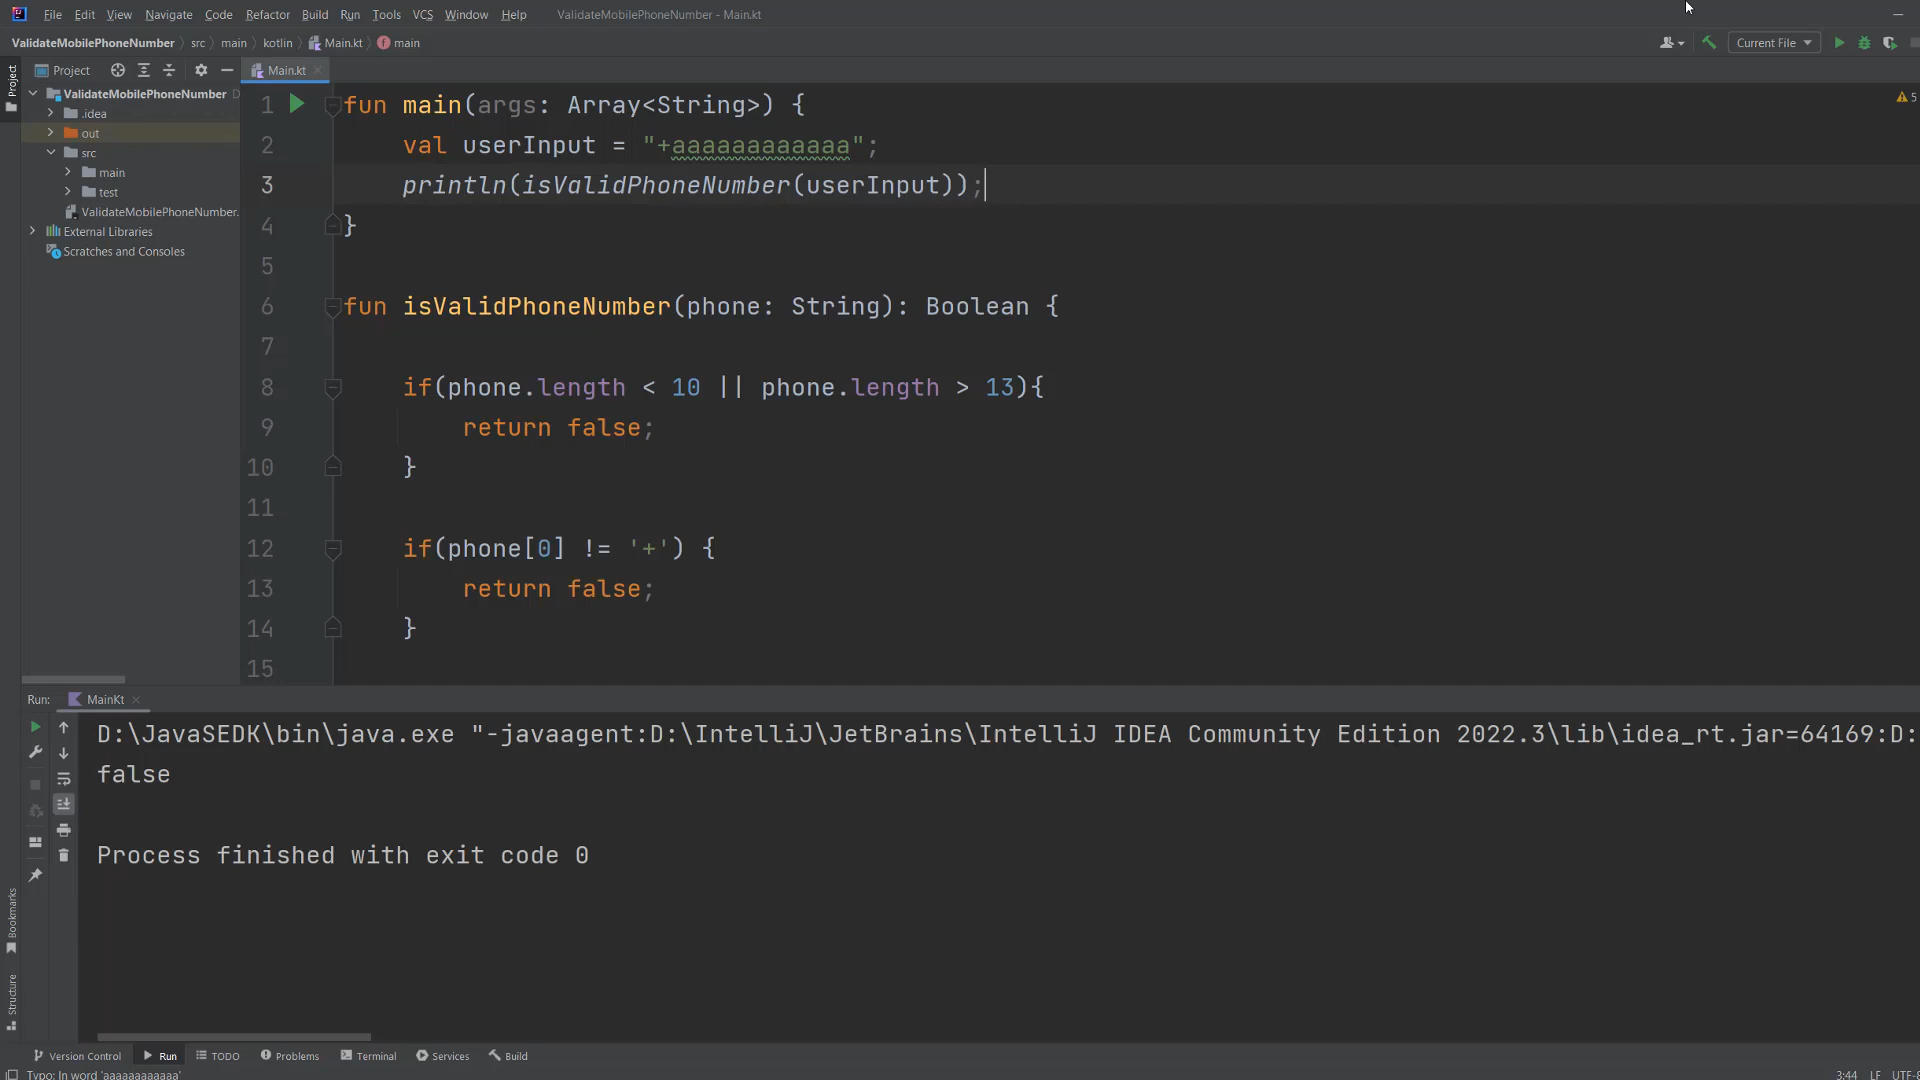 File Edit View Navigate Code Refactor Build Run Tools VCS Window Help ValidateMobilePhoneNumber - Main.kt
ValidateMobilePhoneNumber src main kotlin Main.kt main Current File
Project Main.kt
Project
ValidateMobilePhoneNumber D
.idea
out
src
main
test
ValidateMobilePhoneNumber.
External Libraries
Scratches and Consoles
5
1 fun main(args: Array<String>) {
2 val userInput = "+aaaaaaaaaaaa";
3 println(isValidPhoneNumber(userInput));
4 }
5
6 fun isValidPhoneNumber(phone: String): Boolean {
7
8 if(phone.length < 10 || phone.length > 13){
9 return false;
10 }
11
12 if(phone[0] != '+') {
13 return false;
14 }
15
Run: MainKt
D:\JavaSEDK\bin\java.exe "-javaagent:D:\IntelliJ\JetBrains\IntelliJ IDEA Community Edition 2022.3\lib\idea_rt.jar=64169:D:
false
Process finished with exit code 0
Bookmarks
Structure
Version Control Run TODO Problems Terminal Services Build
Typo: In word 'aaaaaaaaaaaa' 3:44 LF UTF-8